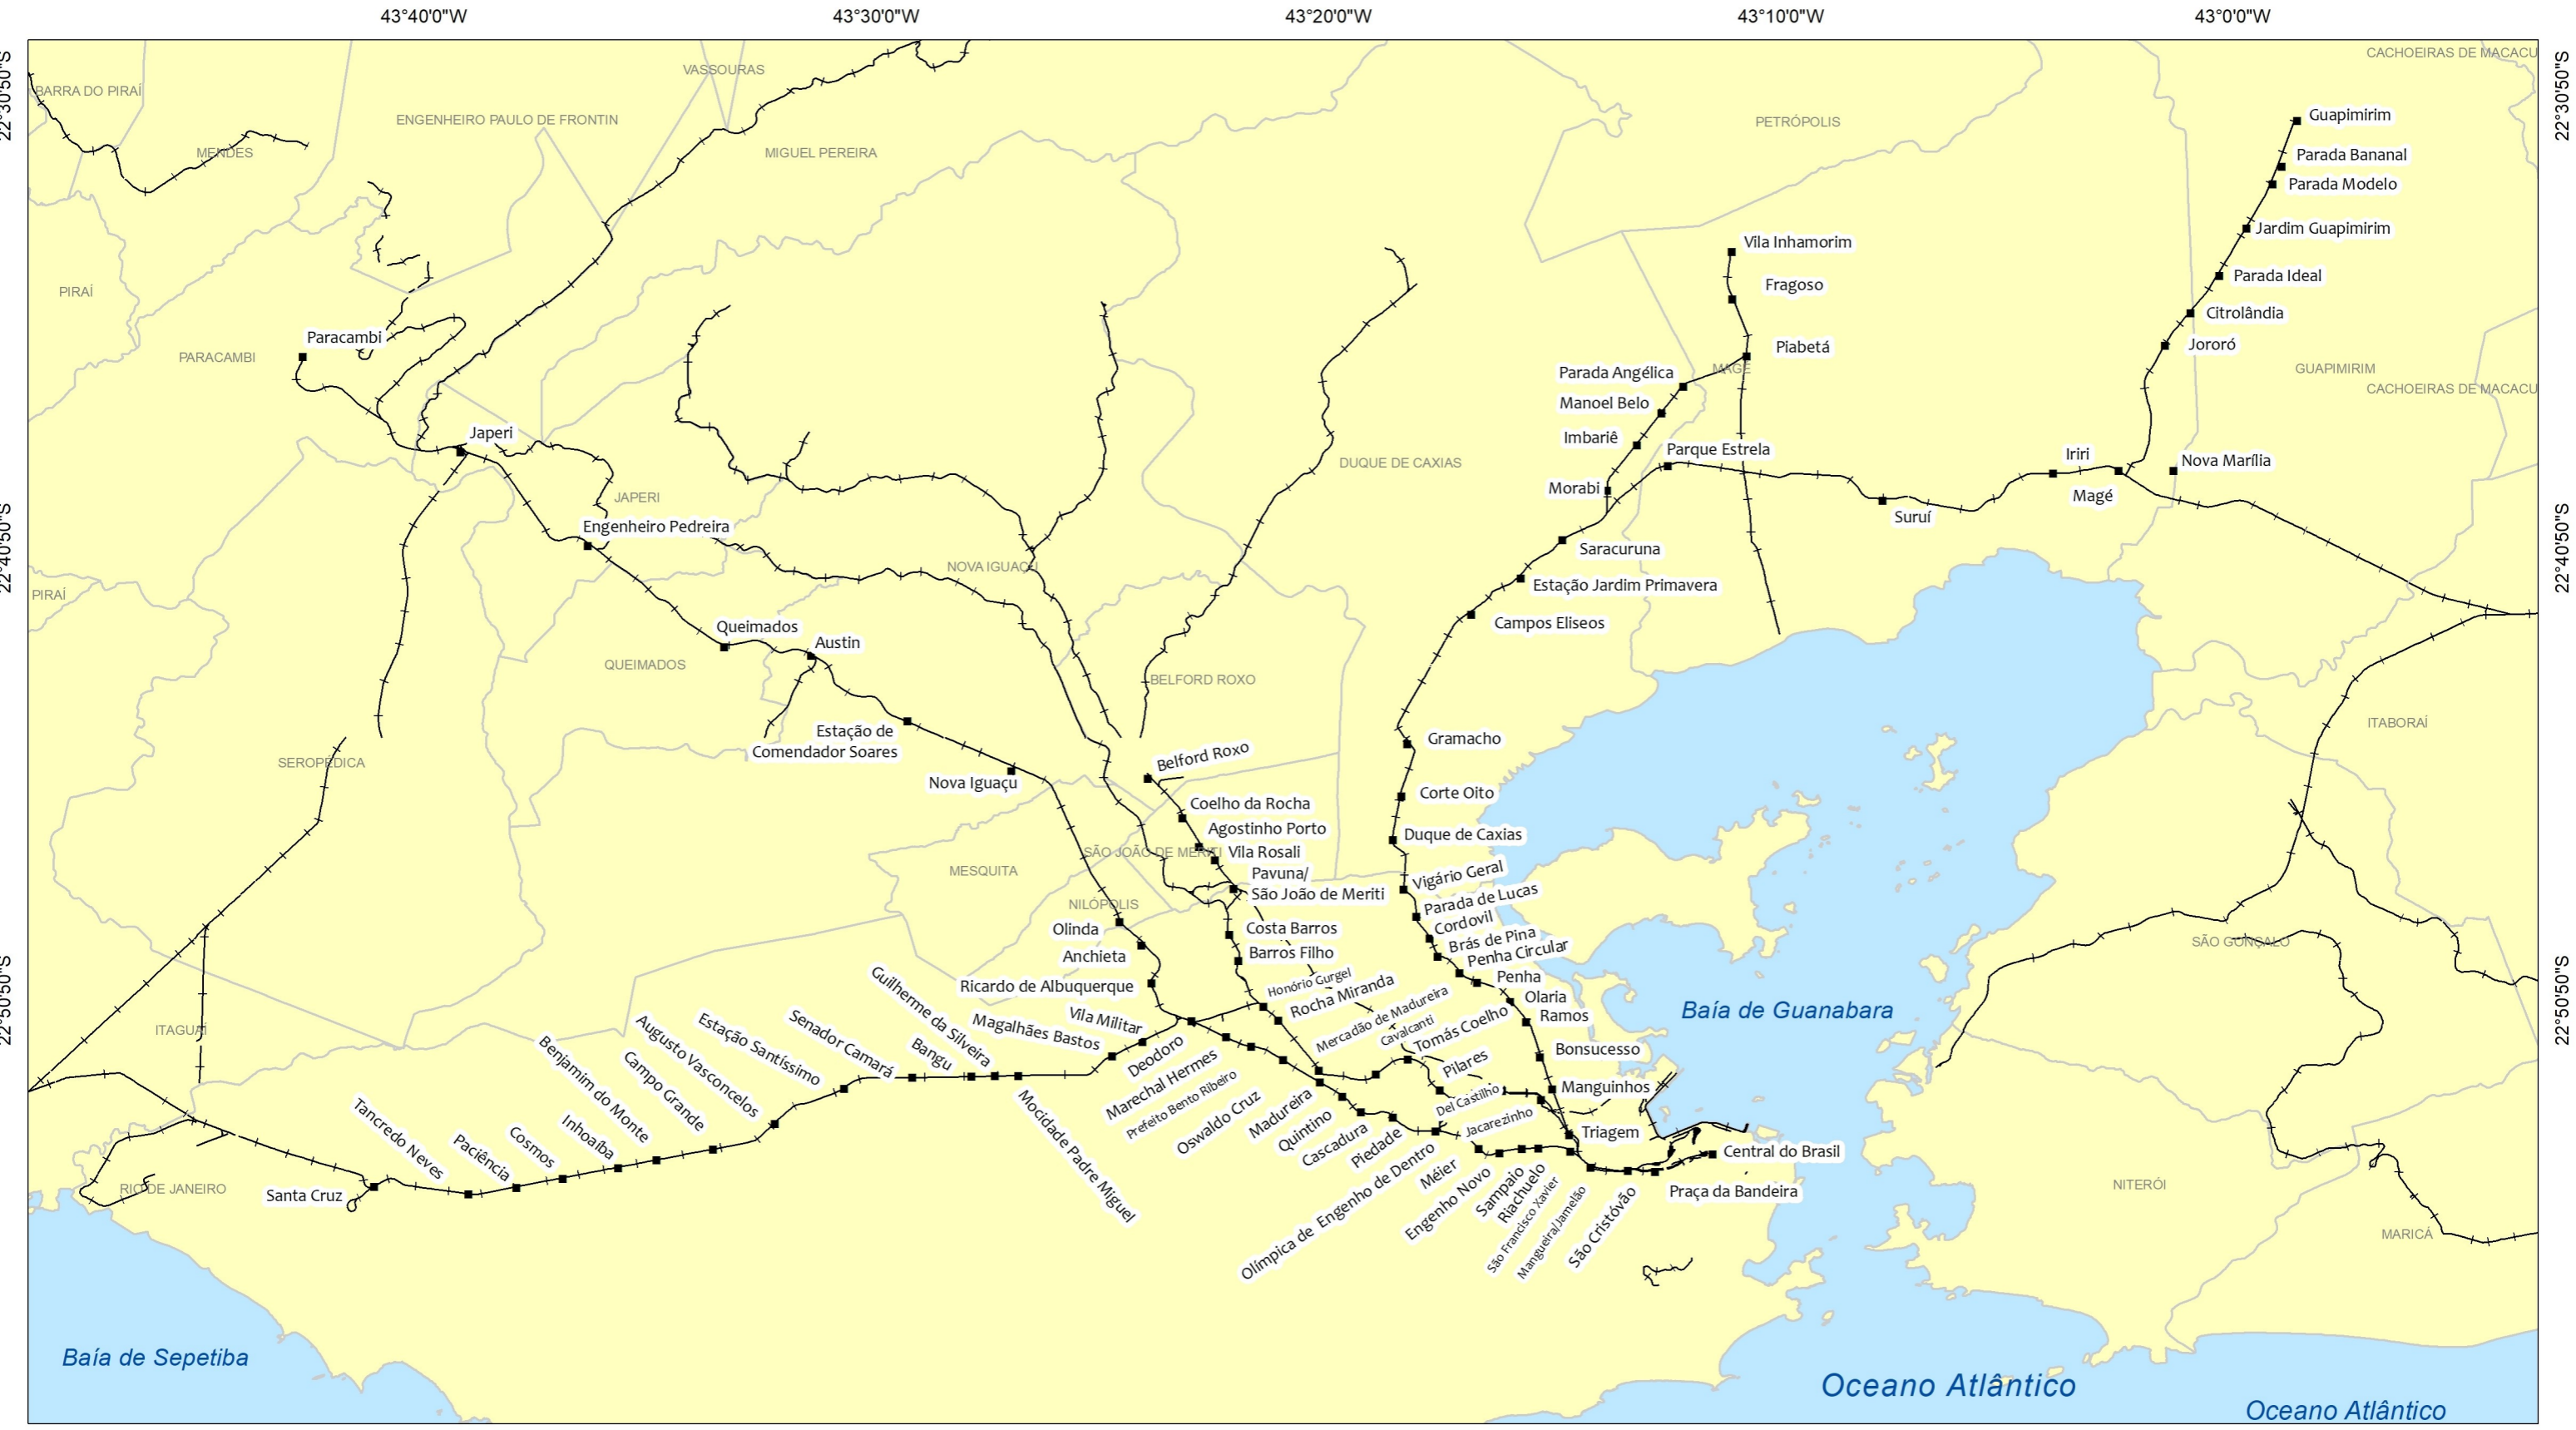 43°40'0"W
43°30'0"W
43°20'0"W
43°10'0"W
43°0'0"W
22°30'50"S
22°30'50"S
CACHOEIRAS DE MACACU
VASSOURAS
BARRA DO PIRAÍ
ENGENHEIRO PAULO DE FRONTIN
PETRÓPOLIS
Guapimirim
MENDES
MIGUEL PEREIRA
Parada Bananal
Parada Modelo
Jardim Guapimirim
Vila Inhamorim
Parada Ideal
Fragoso
PIRAÍ
Citrolândia
Paracambi
PARACAMBI
Piabetá
Jororó
Parada Angélica
MAGÉ
GUAPIMIRIM
CACHOEIRAS DE MACACU
Manoel Belo
Japeri
Imbariê
Parque Estrela
Iriri
Nova Marília
DUQUE DE CAXIAS
Morabi
JAPERI
Magé
Suruí
22°40'50"S
22°40'50"S
Engenheiro Pedreira
Saracuruna
NOVA IGUAÇU
Estação Jardim Primavera
PIRAÍ
Campos Eliseos
Queimados
Austin
QUEIMADOS
BELFORD ROXO
ITABORAÍ
Estação de
Comendador Soares
Gramacho
Belford Roxo
SEROPÉDICA
Nova Iguaçu
Corte Oito
Coelho da Rocha
Agostinho Porto
Duque de Caxias
SÃO JOÃO DE MERITI
Vila Rosali
MESQUITA
Pavuna/
São João de Meriti
Vigário Geral
Parada de Lucas
NILÓPOLIS
Cordovil
Olinda
Costa Barros
Brás de Pina
SÃO GONÇALO
Anchieta
Barros Filho
Penha Circular
Penha
Ricardo de Albuquerque
Honório Gurgel
Rocha Miranda
Olaria
Ramos
Baía de Guanabara
22°50'50"S
22°50'50"S
ITAGUAÍ
Guilherme da Silveira
Vila Militar
Magalhães Bastos
Mercadão de Madureira
Cavalcanti
Tomás Coelho
Bonsucesso
Senador Camará
Bangu
Estação Santíssimo
Augusto Vasconcelos
Campo Grande
Benjamim do Monte
Deodoro
Marechal Hermes
Prefeito Bento Ribeiro
Oswaldo Cruz
Madureira
Quintino
Cascadura
Piedade
Pilares
Del Castilho
Jacarezinho
Manguinhos
Triagem
Central do Brasil
Praça da Bandeira
Inhoaíba
Cosmos
Paciência
Tancredo Neves
Santa Cruz
Mocidade Padre Miguel
Olímpica de Engenho de Dentro
Méier
Engenho Novo
Sampaio
Riachuelo
São Francisco Xavier
Mangueira/Jamelão
São Cristóvão
RIO DE JANEIRO
NITERÓI
MARICÁ
Baía de Sepetiba
Oceano Atlântico
Oceano Atlântico